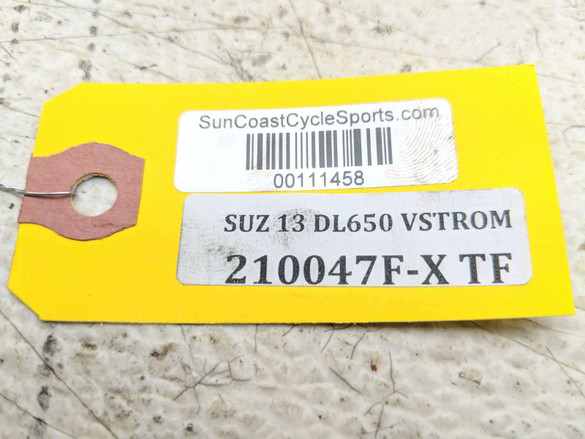 SunCoastCycleSports.com
00111458
SUZ 13 DL650 VSTROM
210047F-X TF